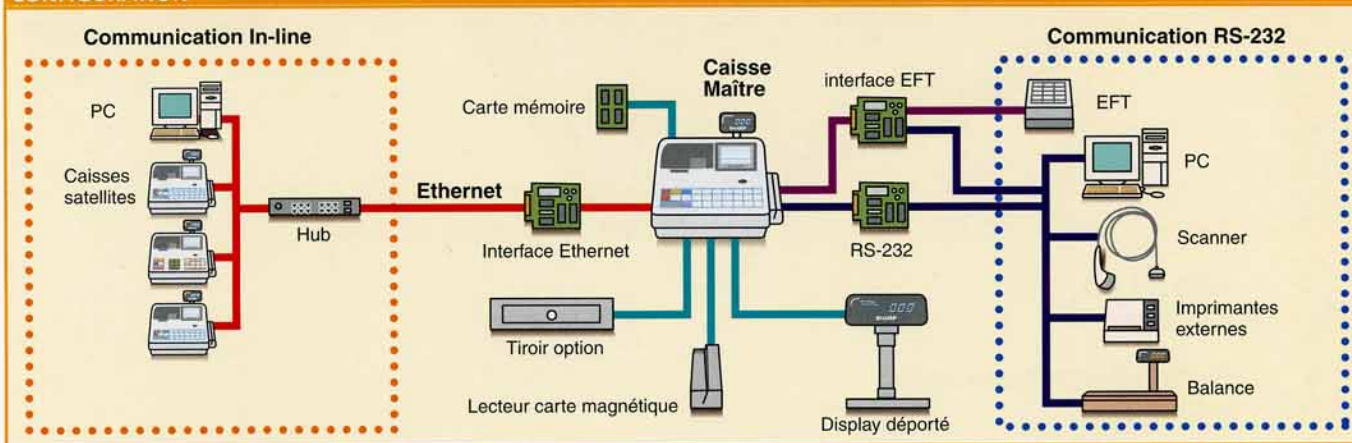 Communication In-line
Communication RS-232
PC
Caisses
satellites
Hub
Ethernet
Interface Ethernet
Carte mémoire
Caisse
Maître
interface EFT
RS-232
Tiroir option
Lecteur carte magnétique
Display déporté
SHARP
EFT
PC
Scanner
Imprimantes
externes
Balance